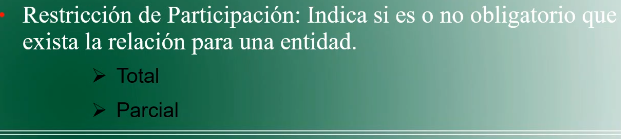 Restricción de Participación: Indica si es o no obligatorio que
exista la relación para una entidad.
Total
Parcial